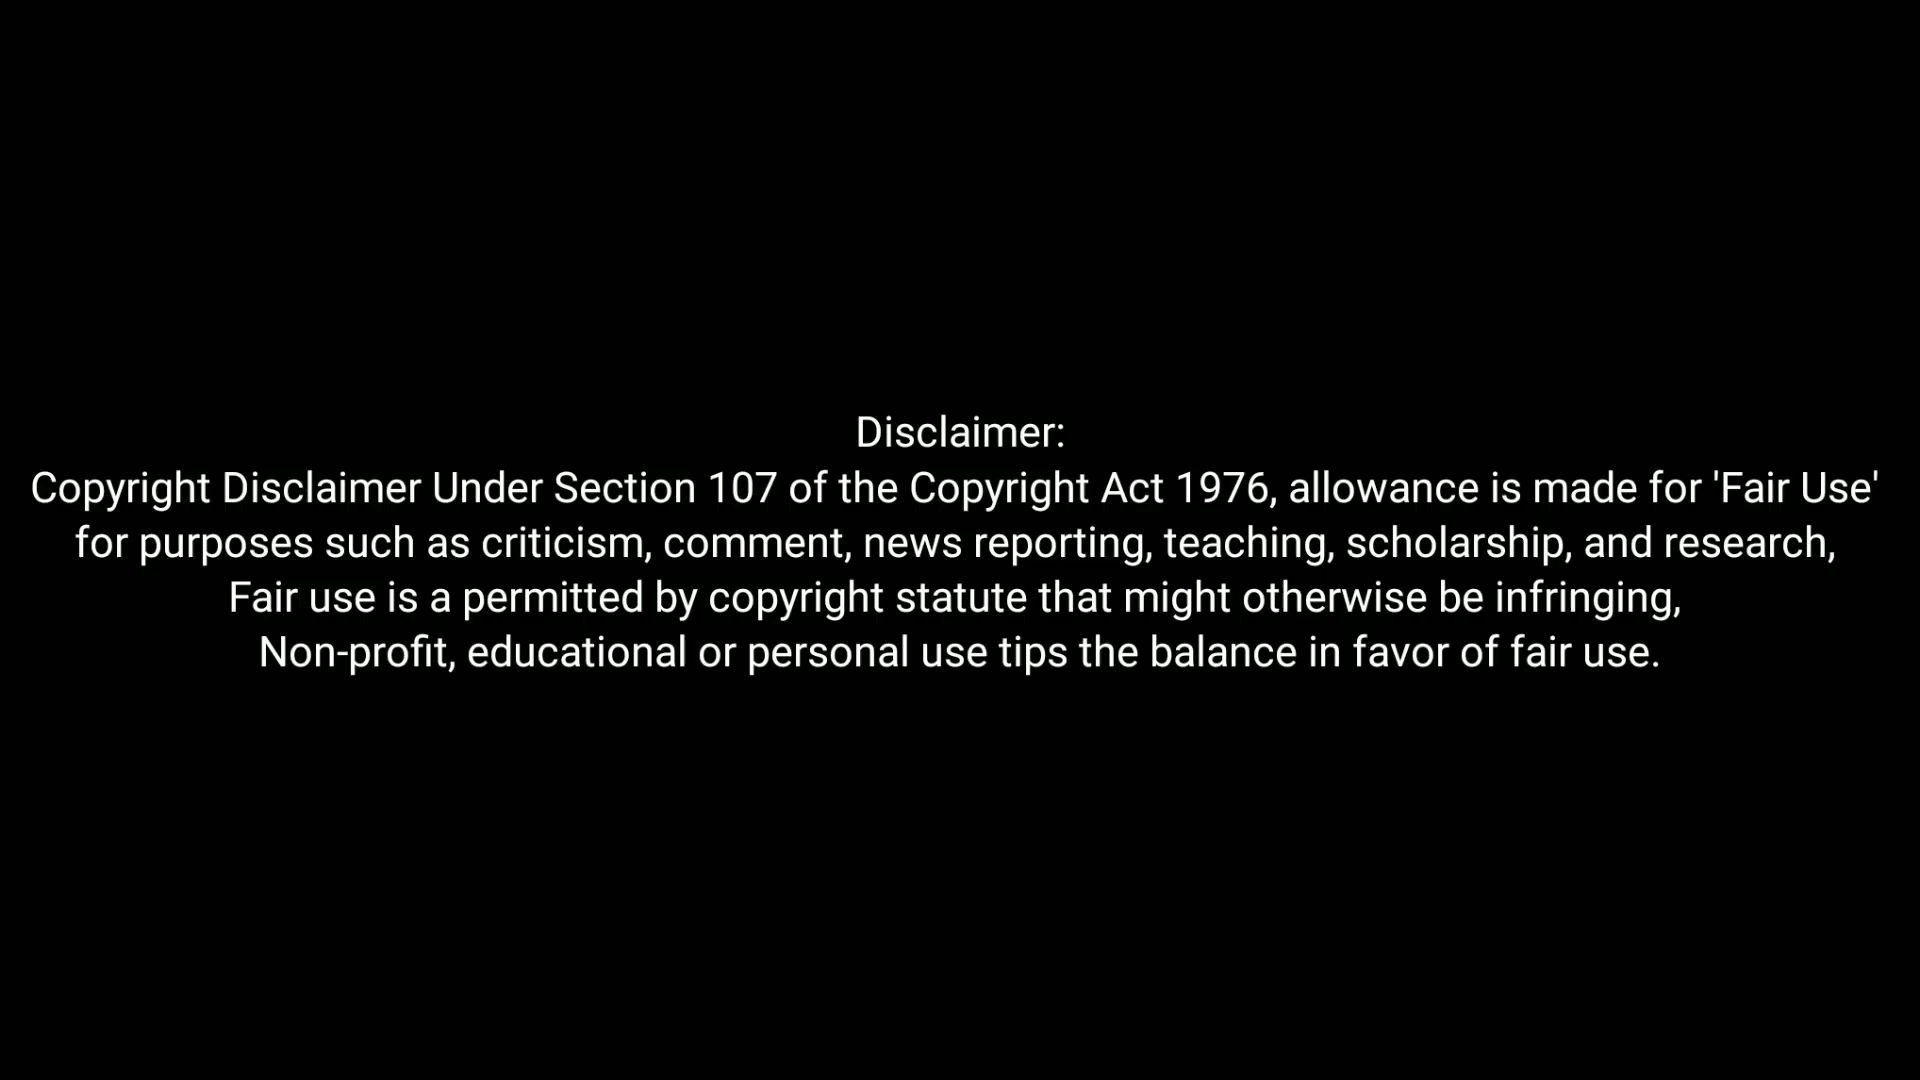 Disclaimer:
Copyright Disclaimer Under Section 107 of the Copyright Act 1976, allowance is made for 'Fair Use'
for purposes such as criticism, comment, news reporting, teaching, scholarship, and research,
Fair use is a permitted by copyright statute that might otherwise be infringing,
Non-profit, educational or personal use tips the balance in favor of fair use.